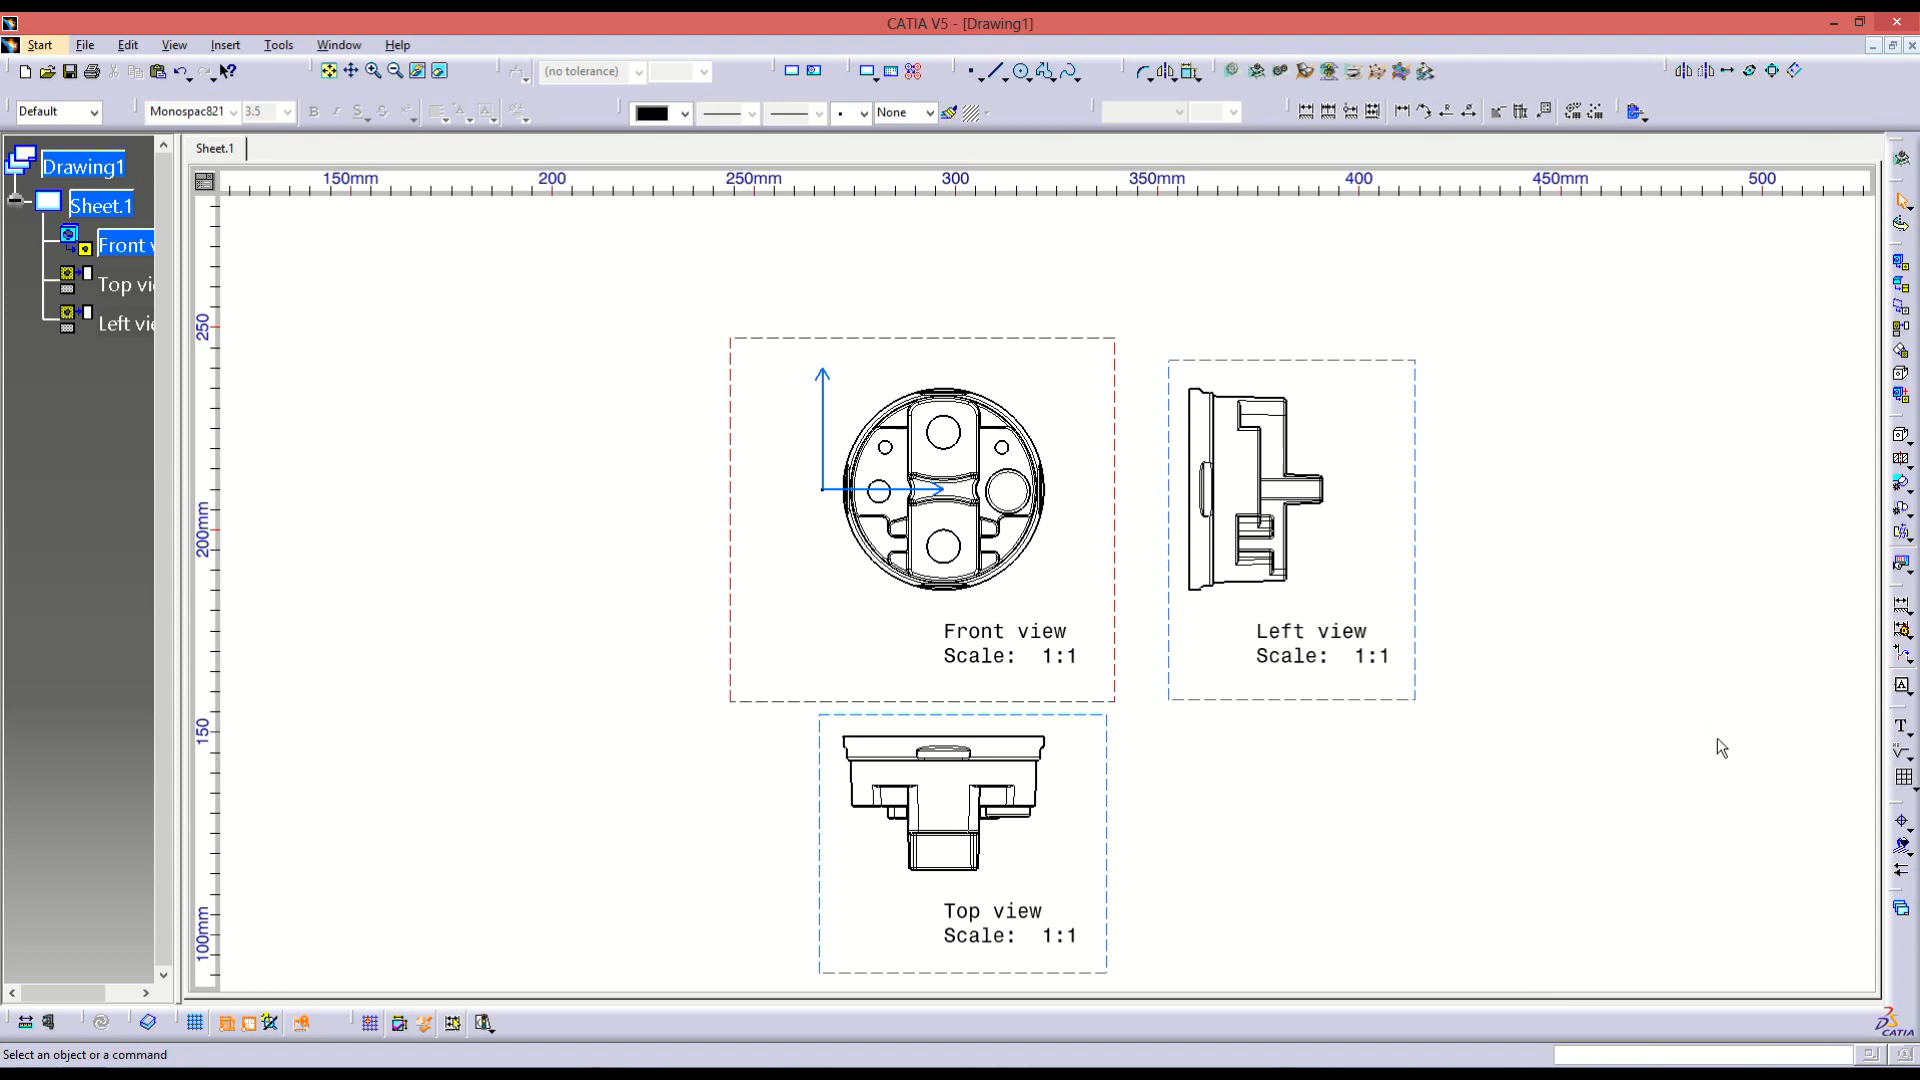 CATIA V5 - [Drawing1]
Start File Edit View Insert Tools Window Help
(no tolerance)
Default Monospac821 3.5 None
Sheet.1
Drawing1
Sheet.1
Front v
Top vi
Left vie
150mm 200 250mm 300 350mm 400 450mm 500
250
200mm
150
100mm
Front view
Scale: 1:1
Left view
Scale: 1:1
Top view
Scale: 1:1
CATIA
Select an object or a command